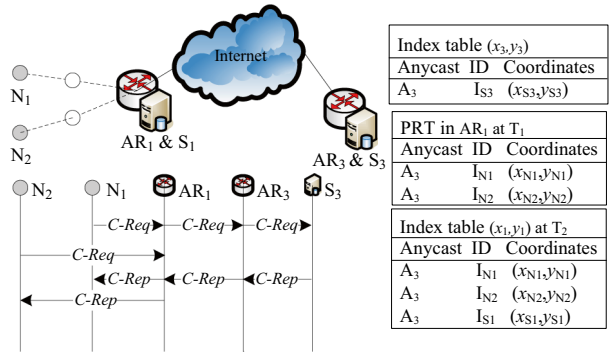 Internet
N1
N2
AR1 & S1
AR3 & S3
N2 N1 AR1 AR3 S3
C-Req C-Req C-Req
C-Req
C-Rep C-Rep C-Rep
C-Rep
Index table (x3,y3)
Anycast ID Coordinates
A3 IS3 (xS3,yS3)
PRT in AR1 at T1
Anycast ID Coordinates
A3 IN1 (xN1,yN1)
A3 IN2 (xN2,yN2)
Index table (x1,y1) at T2
Anycast ID Coordinates
A3 IN1 (xN1,yN1)
A3 IN2 (xN2,yN2)
A3 IS1 (xS1,yS1)